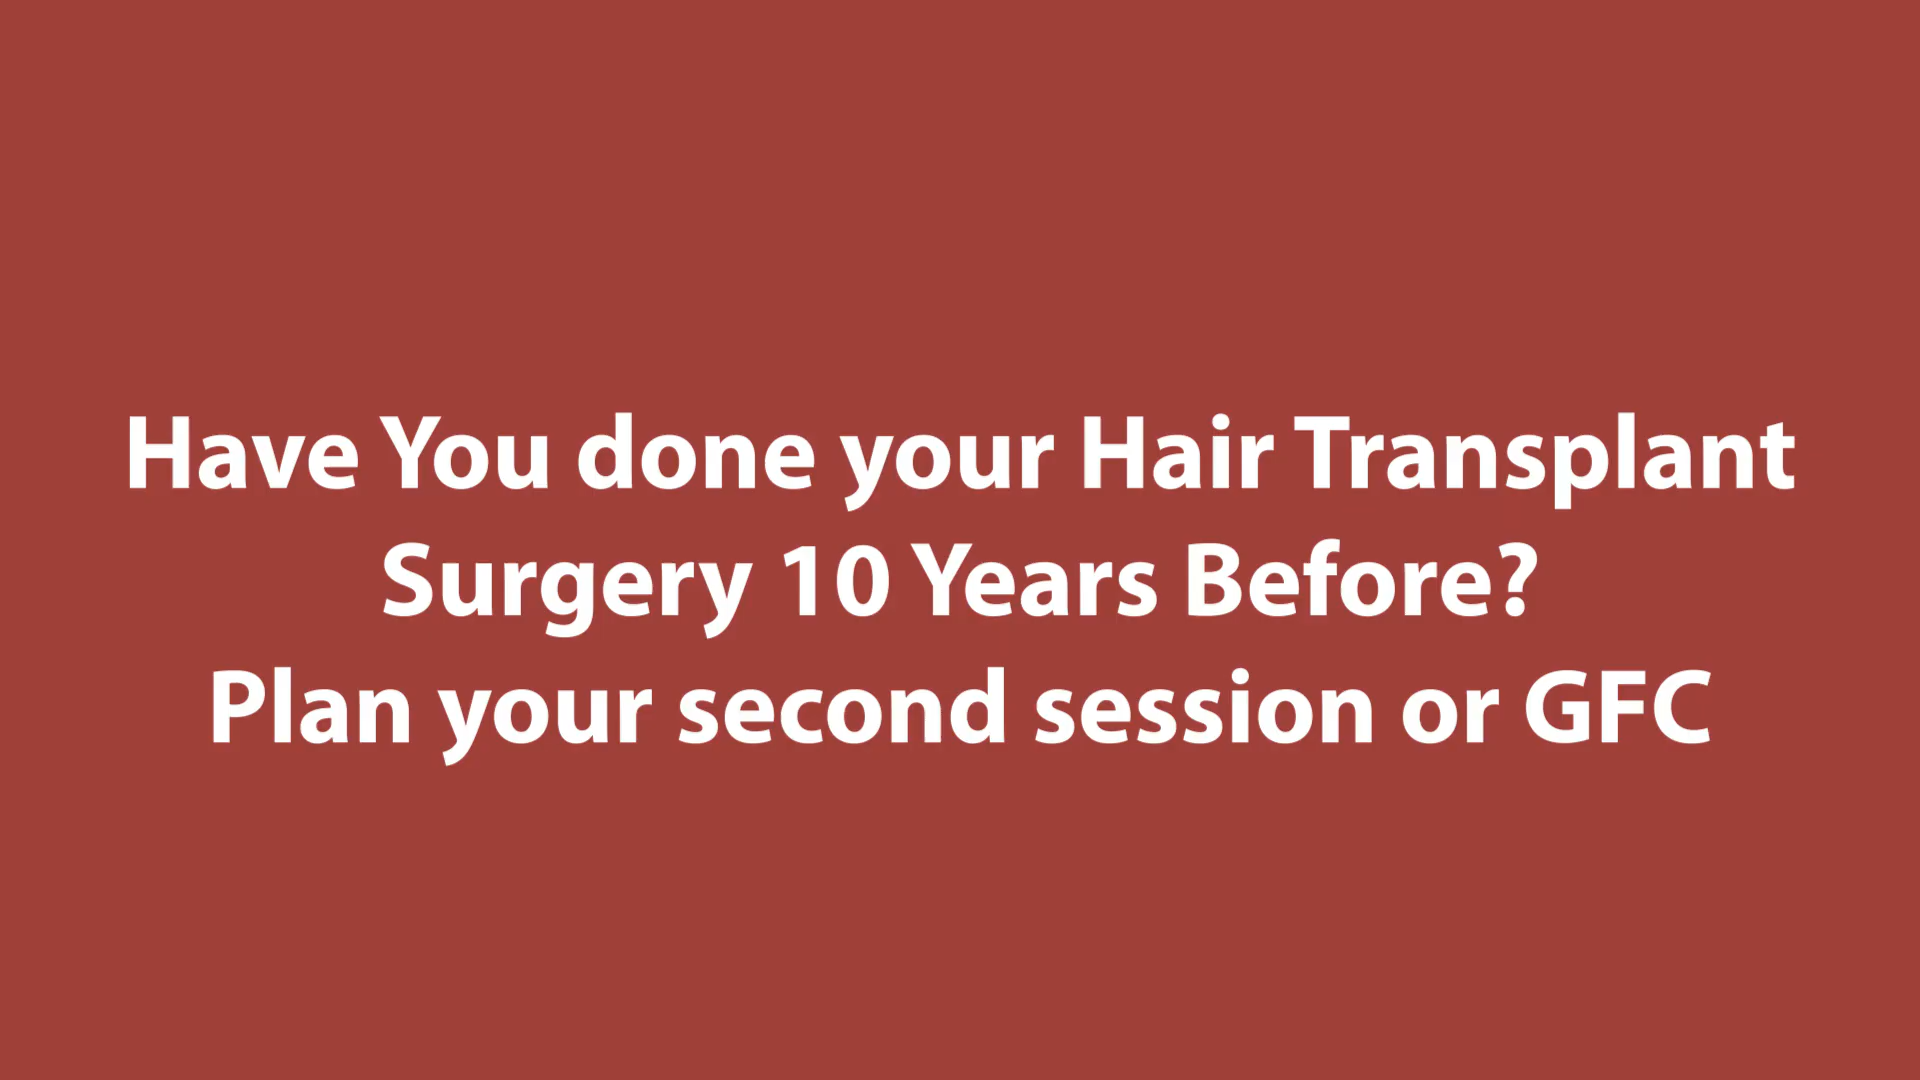 Have You done your Hair Transplant
Surgery 10 Years Before?
Plan your second session or GFC